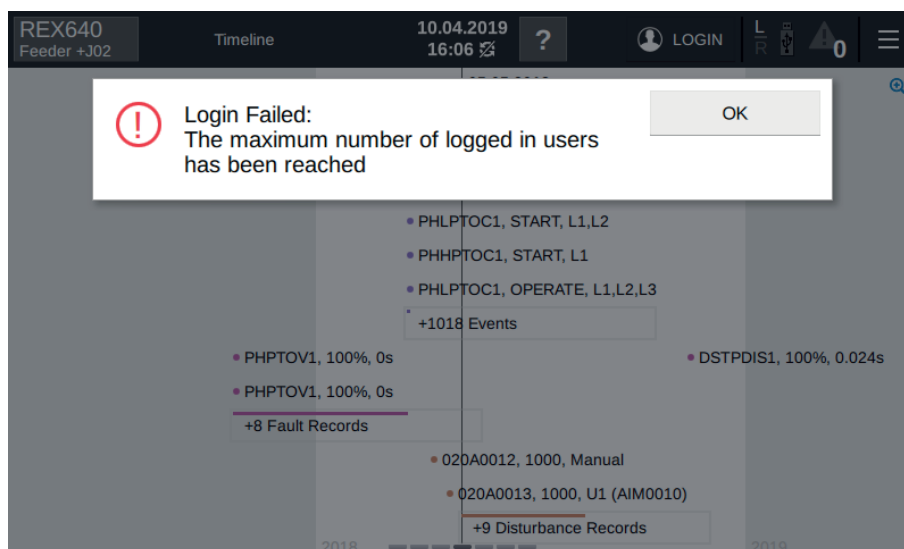 REX640
Feeder +J02
Timeline
10.04.2019
16:06
?
LOGIN
L
R
0
Login Failed:
The maximum number of logged in users
has been reached
OK
PHLPTOC1, START, L1,L2
PHHPTOC1, START, L1
PHLPTOC1, OPERATE, L1,L2,L3
+1018 Events
PHPTOV1, 100%, 0s
DSTPDIS1, 100%, 0.024s
PHPTOV1, 100%, 0s
+8 Fault Records
020A0012, 1000, Manual
020A0013, 1000, U1 (AIM0010)
+9 Disturbance Records
2018
2019